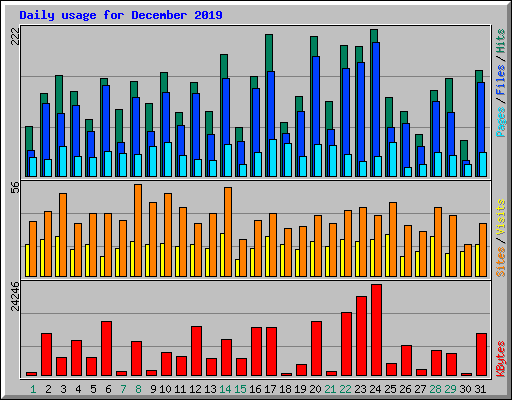 Daily usage for December 2019
222
Pages / Files / Hits
56
Sites / Visits
24246
KBytes
1 2 3 4 5 6 7 8 9 10 11 12 13 14 15 16 17 18 19 20 21 22 23 24 25 26 27 28 29 30 31